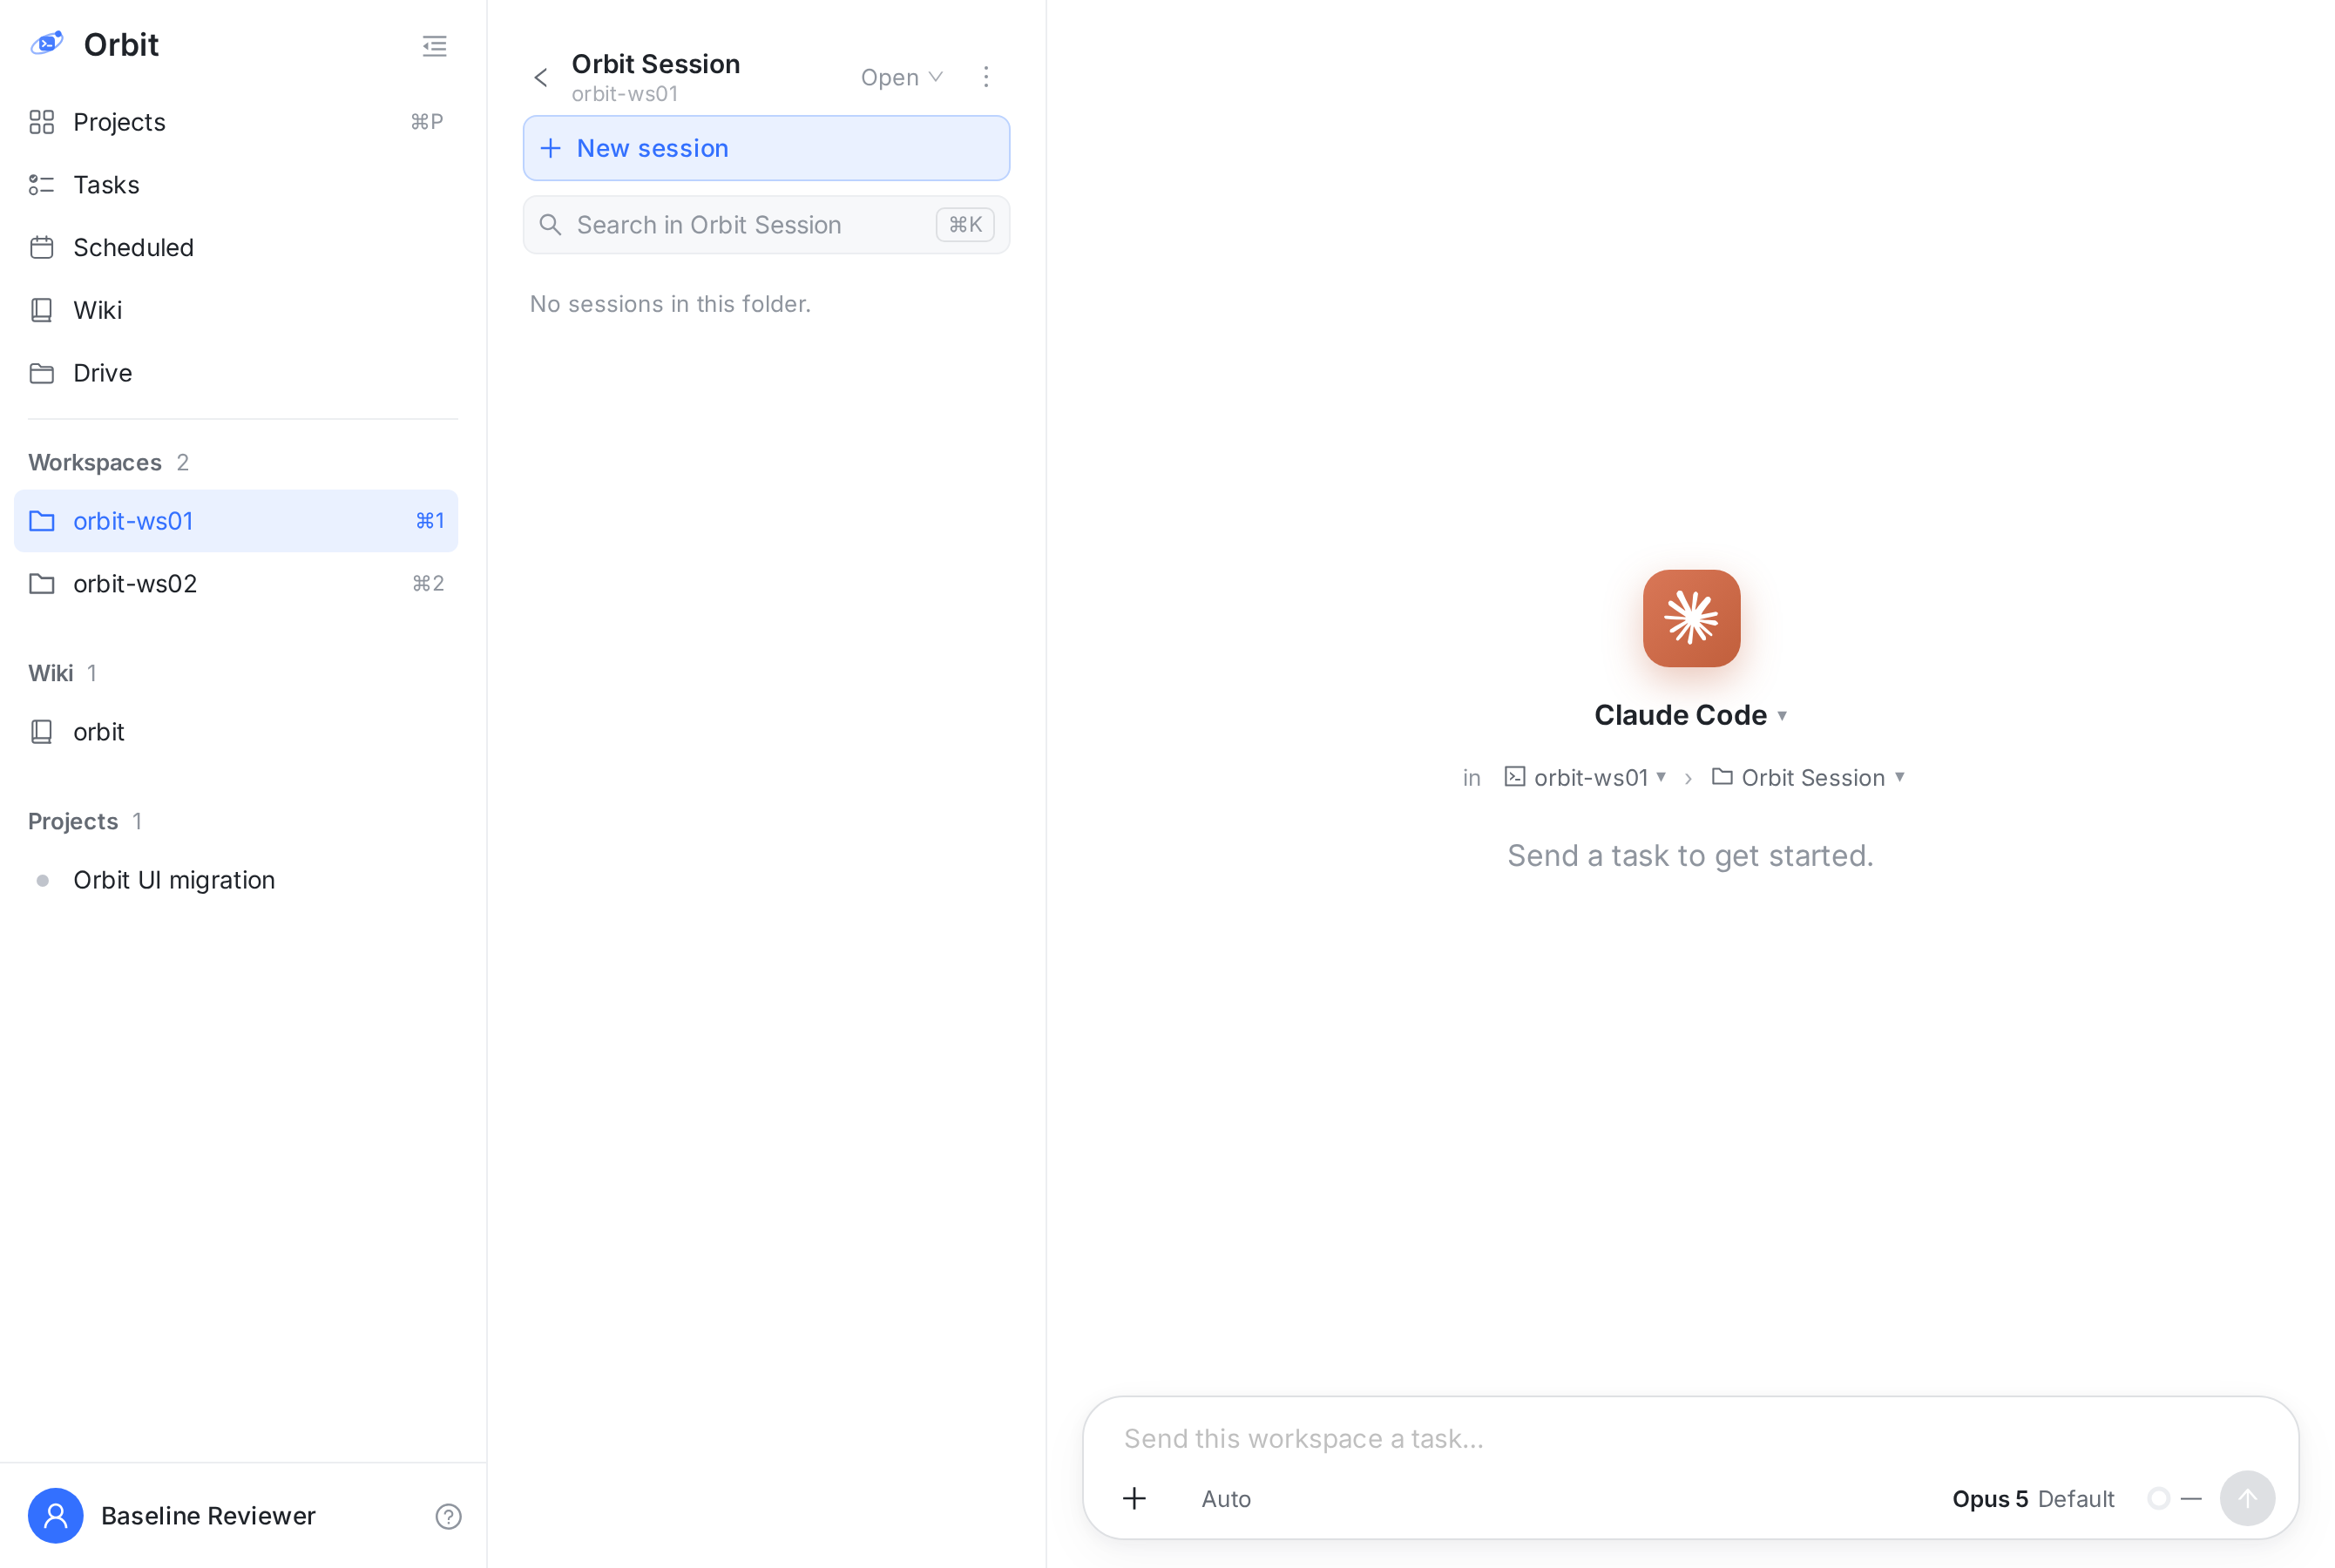 Orbit
Projects ⌘P
Tasks
Scheduled
Wiki
Drive
Workspaces 2
orbit-ws01 ⌘1
orbit-ws02 ⌘2
Wiki 1
orbit
Projects 1
Orbit UI migration
Baseline Reviewer
Orbit Session
orbit-ws01
Open
New session
Search in Orbit Session ⌘K
No sessions in this folder.
Claude Code
in orbit-ws01 › Orbit Session
Send a task to get started.
Send this workspace a task...
Auto
Opus 5 Default